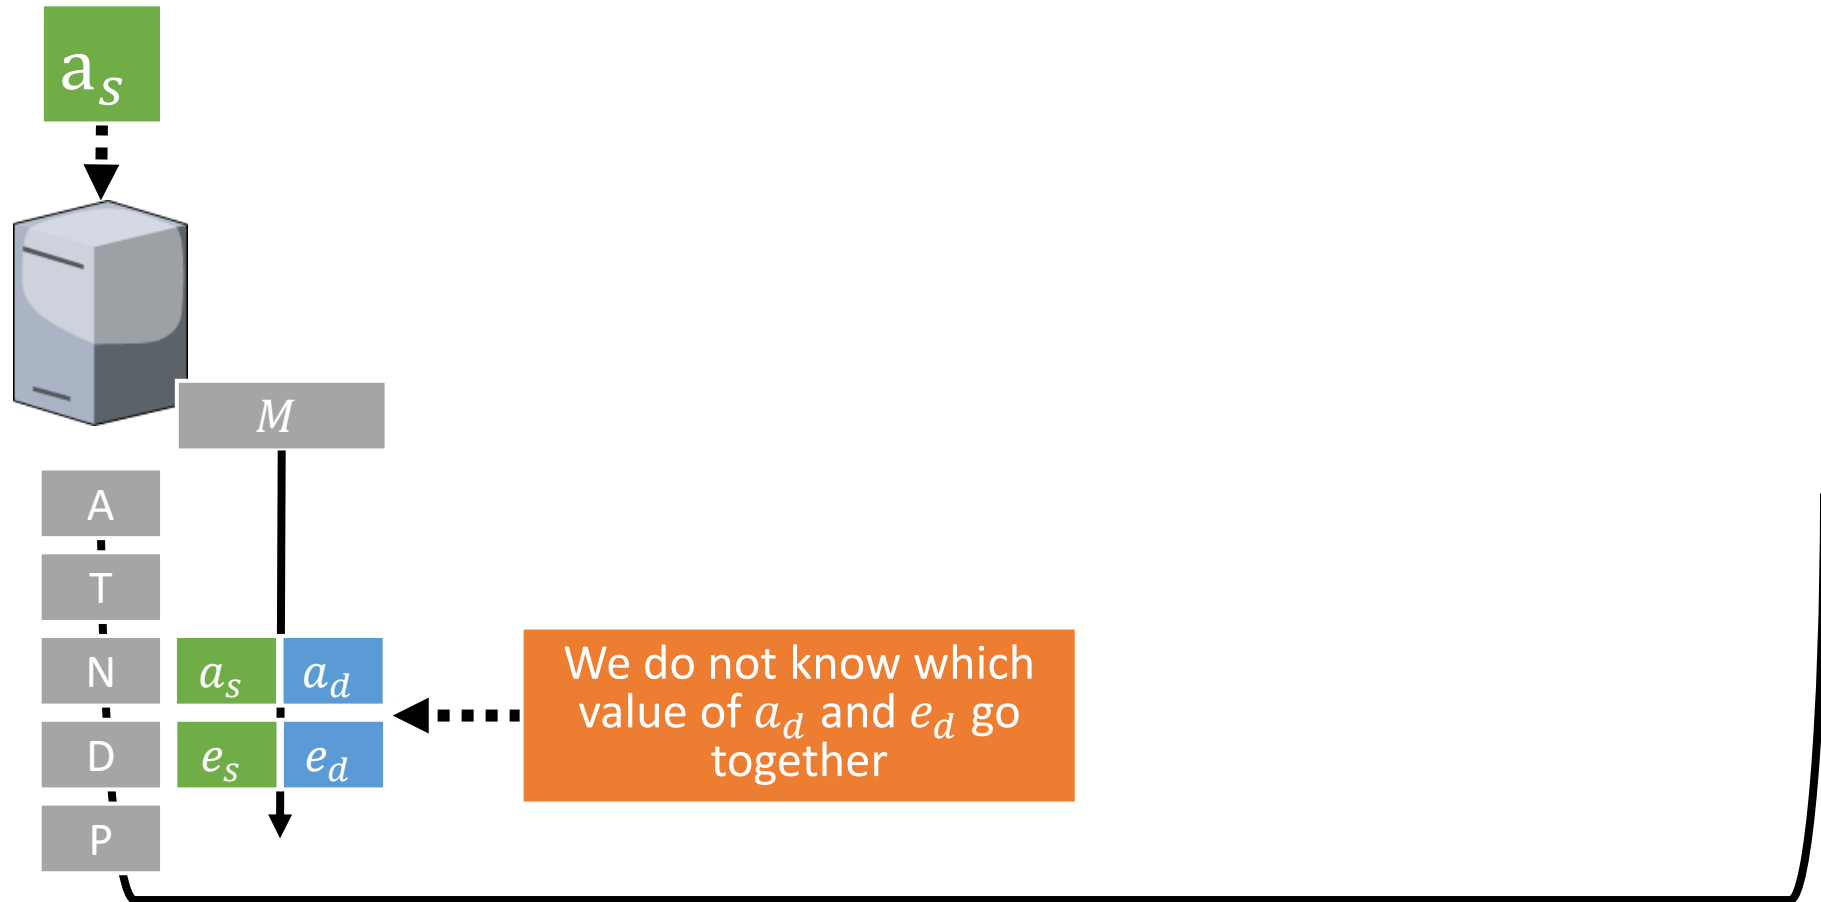 a_s
M
A
T
N a_s a_d
D e_s e_d
P
We do not know which
value of a_d and e_d go
together